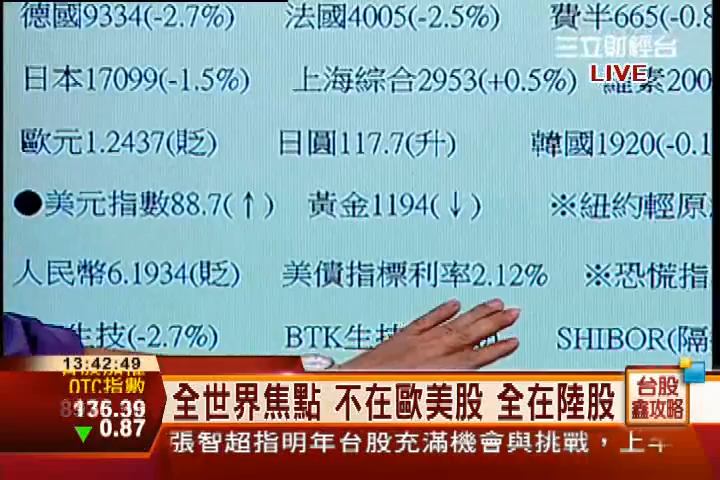 德國9334(-2.7%) 法國4005(-2.5%) 費半665(-0.8
三立財經台
LIVE
日本17099(-1.5%) 上海綜合2953(+0.5%) 羅素200
歐元1.2437(貶) 日圓117.7(升) 韓國1920(-0.1
●美元指數88.7(↑) 黃金1194(↓) ※紐約輕原
人民幣6.1934(貶) 美債指標利率2.12% ※恐慌指
生技(-2.7%) BTK生技 SHIBOR(隔
13:42:49
OTC指數
136.39
▼0.87
全世界焦點 不在歐美股 全在陸股
台股
鑫攻略
張智超指明年台股充滿機會與挑戰，上半